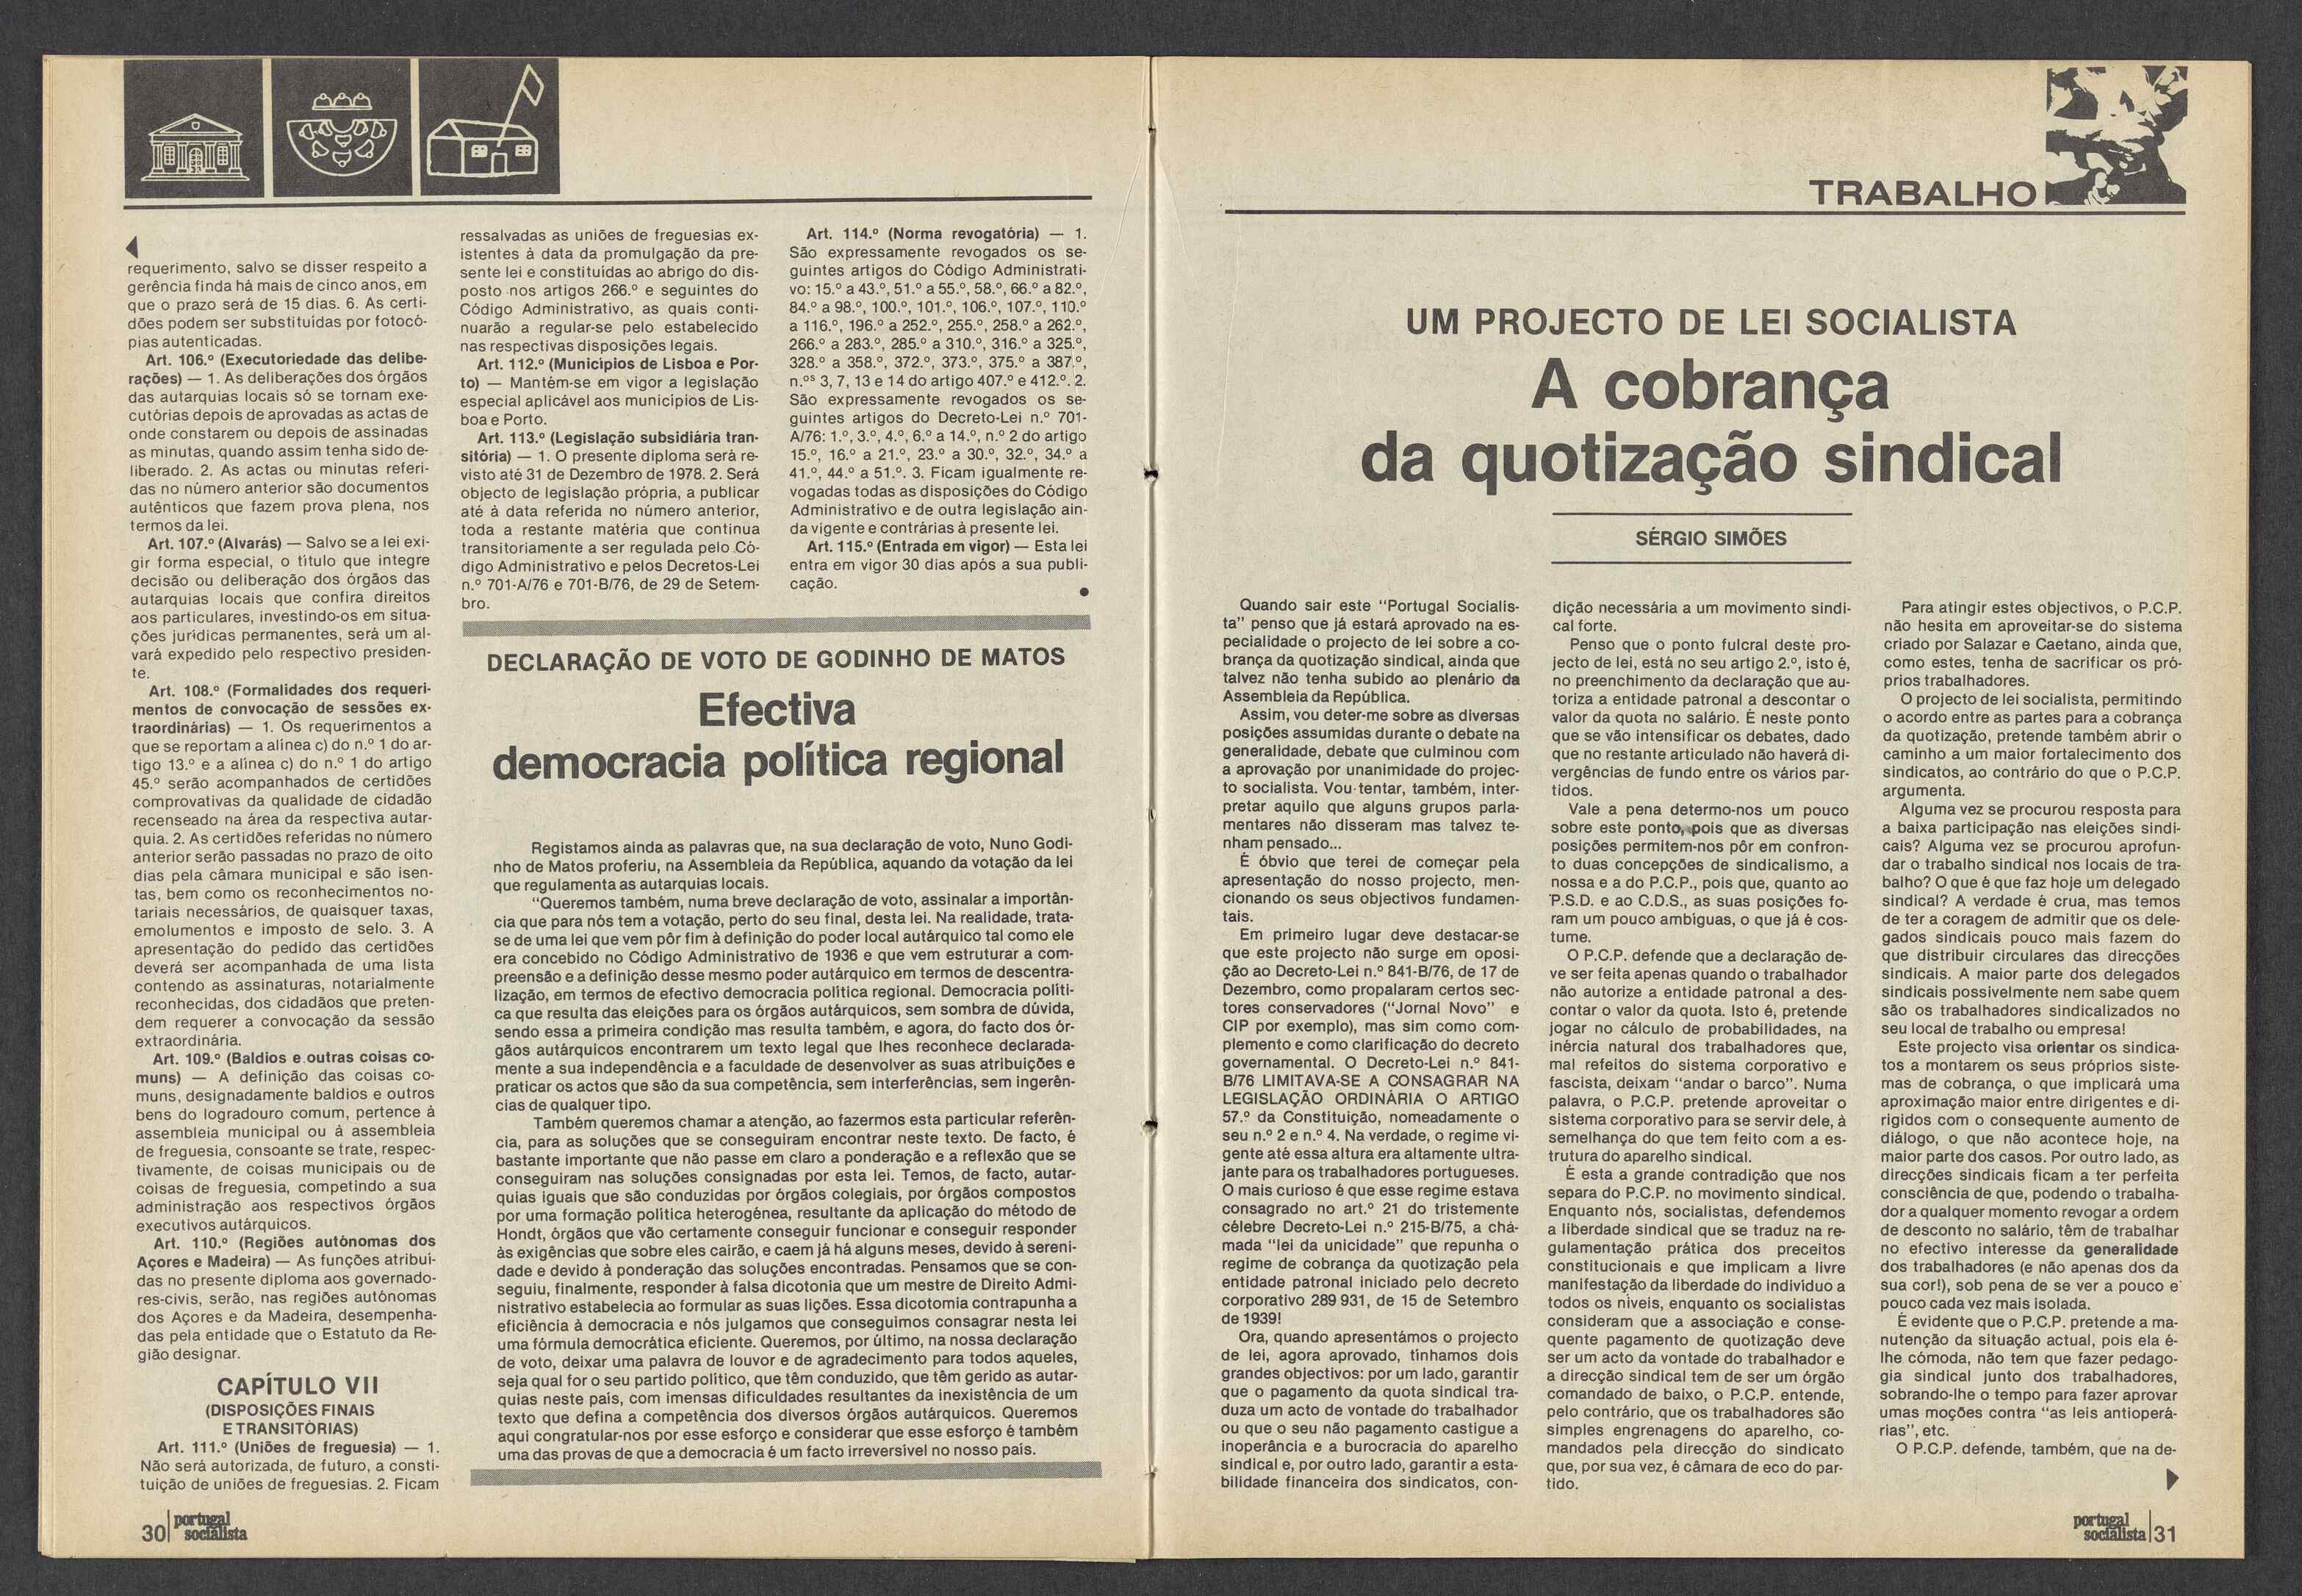 requerimento, salvo se disser respeito a
gerência finda há mais de cinco anos, em
que o prazo será de 15 dias. 6. As certi-
dões podem ser substituídas por fotocó-
pias autenticadas.
Art. 106.º (Executoriedade das delibe-
rações) — 1. As deliberações dos órgãos
das autarquias locais só se tornam exe-
cutórias depois de aprovadas as actas de
onde constarem ou depois de assinadas
as minutas, quando assim tenha sido de-
liberado. 2. As actas ou minutas referi-
das no número anterior são documentos
autênticos que fazem prova plena, nos
termos da lei.
Art. 107.º (Alvarás) — Salvo se a lei exi-
gir forma especial, o título que integre
decisão ou deliberação dos órgãos das
autarquias locais que confira direitos
aos particulares, investindo-os em situa-
ções jurídicas permanentes, será um al-
vará expedido pelo respectivo presiden-
te.
Art. 108.º (Formalidades dos requeri-
mentos de convocação de sessões ex-
traordinárias) — 1. Os requerimentos a
que se reportam a alínea c) do n.º 1 do ar-
tigo 13.º e a alínea c) do n.º 1 do artigo
45.º serão acompanhados de certidões
comprovativas da qualidade de cidadão
recenseado na área da respectiva autar-
quia. 2. As certidões referidas no número
anterior serão passadas no prazo de oito
dias pela câmara municipal e são isen-
tas, bem como os reconhecimentos no-
tariais necessários, de quaisquer taxas,
emolumentos e imposto de selo. 3. A
apresentação do pedido das certidões
deverá ser acompanhada de uma lista
contendo as assinaturas, notarialmente
reconhecidas, dos cidadãos que preten-
dem requerer a convocação da sessão
extraordinária.
Art. 109.º (Baldios e outras coisas co-
muns) — A definição das coisas co-
muns, designadamente baldios e outros
bens do logradouro comum, pertence à
assembleia municipal ou à assembleia
de freguesia, consoante se trate, respec-
tivamente, de coisas municipais ou de
coisas de freguesia, competindo a sua
administração aos respectivos órgãos
executivos autárquicos.
Art. 110.º (Regiões autónomas dos
Açores e Madeira) — As funções atribuí-
das no presente diploma aos governado-
res-civis, serão, nas regiões autónomas
dos Açores e da Madeira, desempenha-
das pela entidade que o Estatuto da Re-
gião designar.
CAPÍTULO VII
(DISPOSIÇÕES FINAIS
E TRANSITÓRIAS)
Art. 111.º (Uniões de freguesia) — 1.
Não será autorizada, de futuro, a consti-
tuição de uniões de freguesias. 2. Ficam
ressalvadas as uniões de freguesias ex-
istentes à data da promulgação da pre-
sente lei e constituídas ao abrigo do dis-
posto nos artigos 266.º e seguintes do
Código Administrativo, as quais conti-
nuarão a regular-se pelo estabelecido
nas respectivas disposições legais.
Art. 112.º (Municípios de Lisboa e Por-
to) — Mantém-se em vigor a legislação
especial aplicável aos municípios de Lis-
boa e Porto.
Art. 113.º (Legislação subsidiária tran-
sitória) — 1. O presente diploma será re-
visto até 31 de Dezembro de 1978. 2. Será
objecto de legislação própria, a publicar
até à data referida no número anterior,
toda a restante matéria que continua
transitoriamente a ser regulada pelo Có-
digo Administrativo e pelos Decretos-Lei
n.º 701-A/76 e 701-B/76, de 29 de Setem-
bro.
Art. 114.º (Norma revogatória) — 1.
São expressamente revogados os se-
guintes artigos do Código Administrati-
vo: 15.º a 43.º, 51.º a 55.º, 58.º, 66.º a 82.º,
84.º a 98.º, 100.º, 101.º, 106.º, 107.º, 110.º
a 116.º, 196.º a 252.º, 255.º, 258.º a 262.º,
266.º a 283.º, 285.º a 310.º, 316.º a 325.º,
328.º a 358.º, 372.º, 373.º, 375.º a 387.º,
n.ºs 3, 7, 13 e 14 do artigo 407.º e 412.º. 2.
São expressamente revogados os se-
guintes artigos do Decreto-Lei n.º 701-
A/76: 1.º, 3.º, 4.º, 6.º a 14.º, n.º 2 do artigo
15.º, 16.º a 21.º, 23.º a 30.º, 32.º, 34.º a
41.º, 44.º a 51.º. 3. Ficam igualmente re-
vogadas todas as disposições do Código
Administrativo e de outra legislação ain-
da vigente e contrárias à presente lei.
Art. 115.º (Entrada em vigor) — Esta lei
entra em vigor 30 dias após a sua publi-
cação.
DECLARAÇÃO DE VOTO DE GODINHO DE MATOS
Efectiva
democracia política regional
Registamos ainda as palavras que, na sua declaração de voto, Nuno Godi-
nho de Matos proferiu, na Assembleia da República, aquando da votação da lei
que regulamenta as autarquias locais.
"Queremos também, numa breve declaração de voto, assinalar a importân-
cia que para nós tem a votação, perto do seu final, desta lei. Na realidade, trata-
se de uma lei que vem pôr fim à definição do poder local autárquico tal como ele
era concebido no Código Administrativo de 1936 e que vem estruturar a com-
preensão e a definição desse mesmo poder autárquico em termos de descentra-
lização, em termos de efectivo democracia política regional. Democracia políti-
ca que resulta das eleições para os órgãos autárquicos, sem sombra de dúvida,
sendo essa a primeira condição mas resulta também, e agora, do facto dos ór-
gãos autárquicos encontrarem um texto legal que lhes reconhece declarada-
mente a sua independência e a faculdade de desenvolver as suas atribuições e
praticar os actos que são da sua competência, sem interferências, sem ingerên-
cias de qualquer tipo.
Também queremos chamar a atenção, ao fazermos esta particular referên-
cia, para as soluções que se conseguiram encontrar neste texto. De facto, é
bastante importante que não passe em claro a ponderação e a reflexão que se
conseguiram nas soluções consignadas por esta lei. Temos, de facto, autar-
quias iguais que são conduzidas por órgãos colegiais, por órgãos compostos
por uma formação política heterogénea, resultante da aplicação do método de
Hondt, órgãos que vão certamente conseguir funcionar e conseguir responder
às exigências que sobre eles cairão, e caem já há alguns meses, devido à sereni-
dade e devido à ponderação das soluções encontradas. Pensamos que se con-
seguiu, finalmente, responder à falsa dicotonia que um mestre de Direito Admi-
nistrativo estabelecia ao formular as suas lições. Essa dicotomia contrapunha a
eficiência à democracia e nós julgamos que conseguimos consagrar nesta lei
uma fórmula democrática eficiente. Queremos, por último, na nossa declaração
de voto, deixar uma palavra de louvor e de agradecimento para todos aqueles,
seja qual for o seu partido político, que têm conduzido, que têm gerido as autar-
quias neste país, com imensas dificuldades resultantes da inexistência de um
texto que defina a competência dos diversos órgãos autárquicos. Queremos
aqui congratular-nos por esse esforço e considerar que esse esforço é também
uma das provas de que a democracia é um facto irreversível no nosso país.
30 portugal
socialista
TRABALHO
UM PROJECTO DE LEI SOCIALISTA
A cobrança
da quotização sindical
SÉRGIO SIMÕES
Quando sair este "Portugal Socialis-
ta" penso que já estará aprovado na es-
pecialidade o projecto de lei sobre a co-
brança da quotização sindical, ainda que
talvez não tenha subido ao plenário da
Assembleia da República.
Assim, vou deter-me sobre as diversas
posições assumidas durante o debate na
generalidade, debate que culminou com
a aprovação por unanimidade do projec-
to socialista. Vou tentar, também, inter-
pretar aquilo que alguns grupos parla-
mentares não disseram mas talvez te-
nham pensado...
É óbvio que terei de começar pela
apresentação do nosso projecto, men-
cionando os seus objectivos fundamen-
tais.
Em primeiro lugar deve destacar-se
que este projecto não surge em oposi-
ção ao Decreto-Lei n.º 841-B/76, de 17 de
Dezembro, como propalaram certos sec-
tores conservadores ("Jornal Novo" e
CIP por exemplo), mas sim como com-
plemento e como clarificação do decreto
governamental. O Decreto-Lei n.º 841-
B/76 LIMITAVA-SE A CONSAGRAR NA
LEGISLAÇÃO ORDINÁRIA O ARTIGO
57.º da Constituição, nomeadamente o
seu n.º 2 e n.º 4. Na verdade, o regime vi-
gente até essa altura era altamente ultra-
jante para os trabalhadores portugueses.
O mais curioso é que esse regime estava
consagrado no art.º 21 do tristemente
célebre Decreto-Lei n.º 215-B/75, a cha-
mada "lei da unicidade" que repunha o
regime de cobrança da quotização pela
entidade patronal iniciado pelo decreto
corporativo 289 931, de 15 de Setembro
de 1939!
Ora, quando apresentámos o projecto
de lei, agora aprovado, tínhamos dois
grandes objectivos: por um lado, garantir
que o pagamento da quota sindical tra-
duza um acto de vontade do trabalhador
ou que o seu não pagamento castigue a
inoperância e a burocracia do aparelho
sindical e, por outro lado, garantir a esta-
bilidade financeira dos sindicatos, con-
dição necessária a um movimento sindi-
cal forte.
Penso que o ponto fulcral deste pro-
jecto de lei, está no seu artigo 2.º, isto é,
no preenchimento da declaração que au-
toriza a entidade patronal a descontar o
valor da quota no salário. É neste ponto
que se vão intensificar os debates, dado
que no restante articulado não haverá di-
vergências de fundo entre os vários par-
tidos.
Vale a pena determo-nos um pouco
sobre este ponto, pois que as diversas
posições permitem-nos pôr em confron-
to duas concepções de sindicalismo, a
nossa e a do P.C.P., pois que, quanto ao
P.S.D. e ao C.D.S., as suas posições fo-
ram um pouco ambíguas, o que já é cos-
tume.
O P.C.P. defende que a declaração de-
ve ser feita apenas quando o trabalhador
não autorize a entidade patronal a des-
contar o valor da quota. Isto é, pretende
jogar no cálculo de probabilidades, na
inércia natural dos trabalhadores que,
mal refeitos do sistema corporativo e
fascista, deixam "andar o barco". Numa
palavra, o P.C.P. pretende aproveitar o
sistema corporativo para se servir dele, à
semelhança do que tem feito com a es-
trutura do aparelho sindical.
É esta a grande contradição que nos
separa do P.C.P. no movimento sindical.
Enquanto nós, socialistas, defendemos
a liberdade sindical que se traduz na re-
gulamentação prática dos preceitos
constitucionais e que implicam a livre
manifestação da liberdade do indivíduo a
todos os níveis, enquanto os socialistas
consideram que a associação e conse-
quente pagamento de quotização deve
ser um acto da vontade do trabalhador e
a direcção sindical tem de ser um órgão
comandado de baixo, o P.C.P. entende,
pelo contrário, que os trabalhadores são
simples engrenagens do aparelho, co-
mandados pela direcção do sindicato
que, por sua vez, é câmara de eco do par-
tido.
Para atingir estes objectivos, o P.C.P.
não hesita em aproveitar-se do sistema
criado por Salazar e Caetano, ainda que,
como estes, tenha de sacrificar os pró-
prios trabalhadores.
O projecto de lei socialista, permitindo
o acordo entre as partes para a cobrança
da quotização, pretende também abrir o
caminho a um maior fortalecimento dos
sindicatos, ao contrário do que o P.C.P.
argumenta.
Alguma vez se procurou resposta para
a baixa participação nas eleições sindi-
cais? Alguma vez se procurou aprofun-
dar o trabalho sindical nos locais de tra-
balho? O que é que faz hoje um delegado
sindical? A verdade é crua, mas temos
de ter a coragem de admitir que os dele-
gados sindicais pouco mais fazem do
que distribuir circulares das direcções
sindicais. A maior parte dos delegados
sindicais possivelmente nem sabe quem
são os trabalhadores sindicalizados no
seu local de trabalho ou empresa!
Este projecto visa orientar os sindica-
tos a montarem os seus próprios siste-
mas de cobrança, o que implicará uma
aproximação maior entre dirigentes e di-
rigidos com o consequente aumento de
diálogo, o que não acontece hoje, na
maior parte dos casos. Por outro lado, as
direcções sindicais ficam a ter perfeita
consciência de que, podendo o trabalha-
dor a qualquer momento revogar a ordem
de desconto no salário, têm de trabalhar
no efectivo interesse da generalidade
dos trabalhadores (e não apenas dos da
sua cor!), sob pena de se ver a pouco e
pouco cada vez mais isolada.
É evidente que o P.C.P. pretende a ma-
nutenção da situação actual, pois ela é-
lhe cómoda, não tem que fazer pedago-
gia sindical junto dos trabalhadores,
sobrando-lhe o tempo para fazer aprovar
umas moções contra "as leis antioperá-
rias", etc.
O P.C.P. defende, também, que na de-
portugal
socialista 31